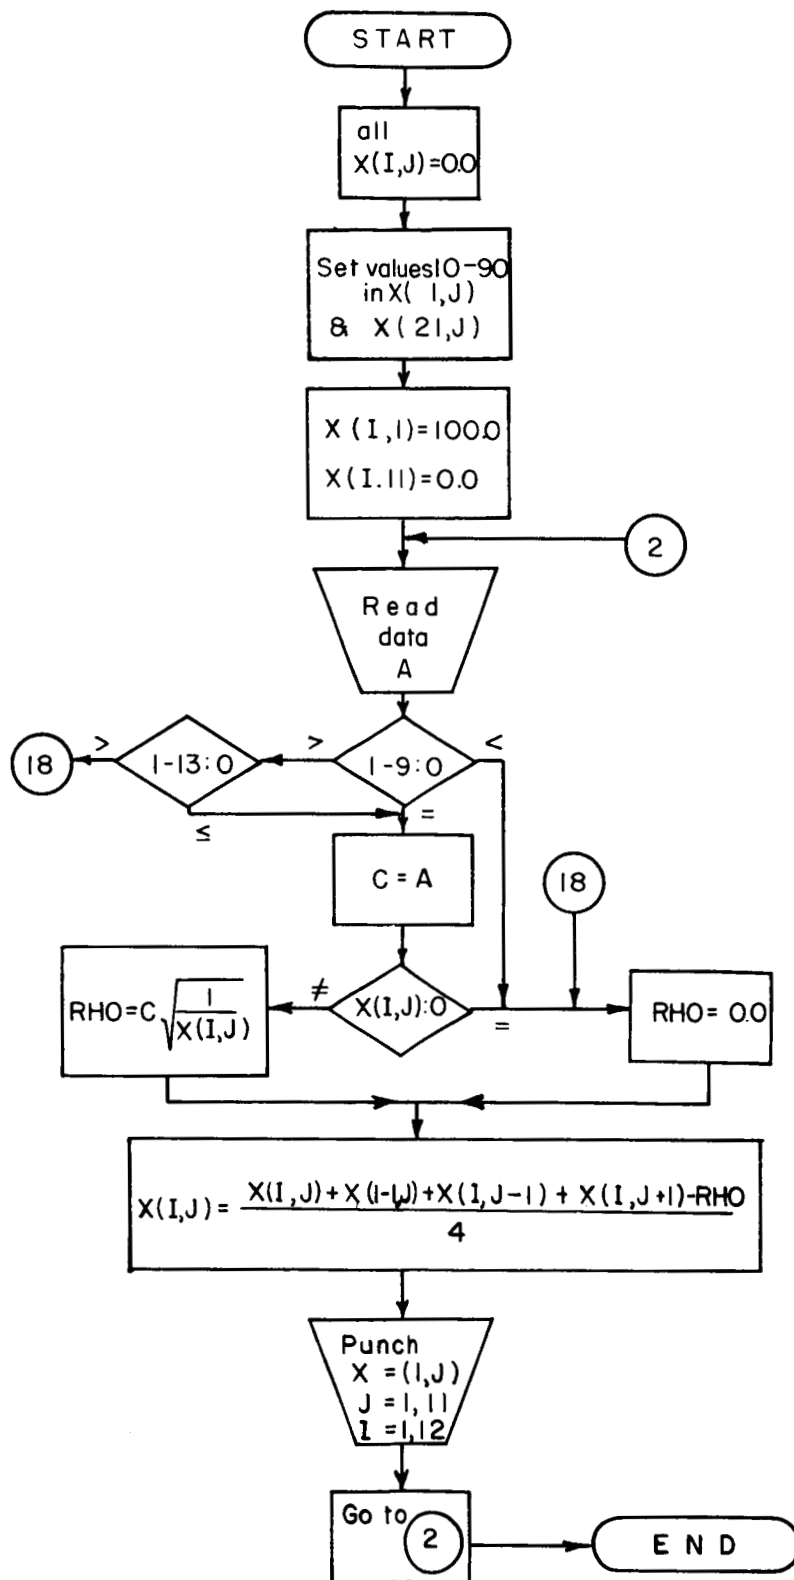 START
all
X(I,J)=0.0
Set values 10-90
in X( 1,J)
& X(21,J)
X (I,1)=100.0
X(I.11)=0.0
2
Read
data
A
> > <
18 1-13:0 1-9:0
≤ =
C = A
18
≠
RHO=C√1/X(I,J) X(I,J):0 RHO= 0.0
=
X(I,J) = X(I,J)+X(1-1,J)+X(I,J-1) + X(I,J+1)-RHO
4
Punch
X =(1,J)
J = 1, 11
I =1,12
Go to
2
END